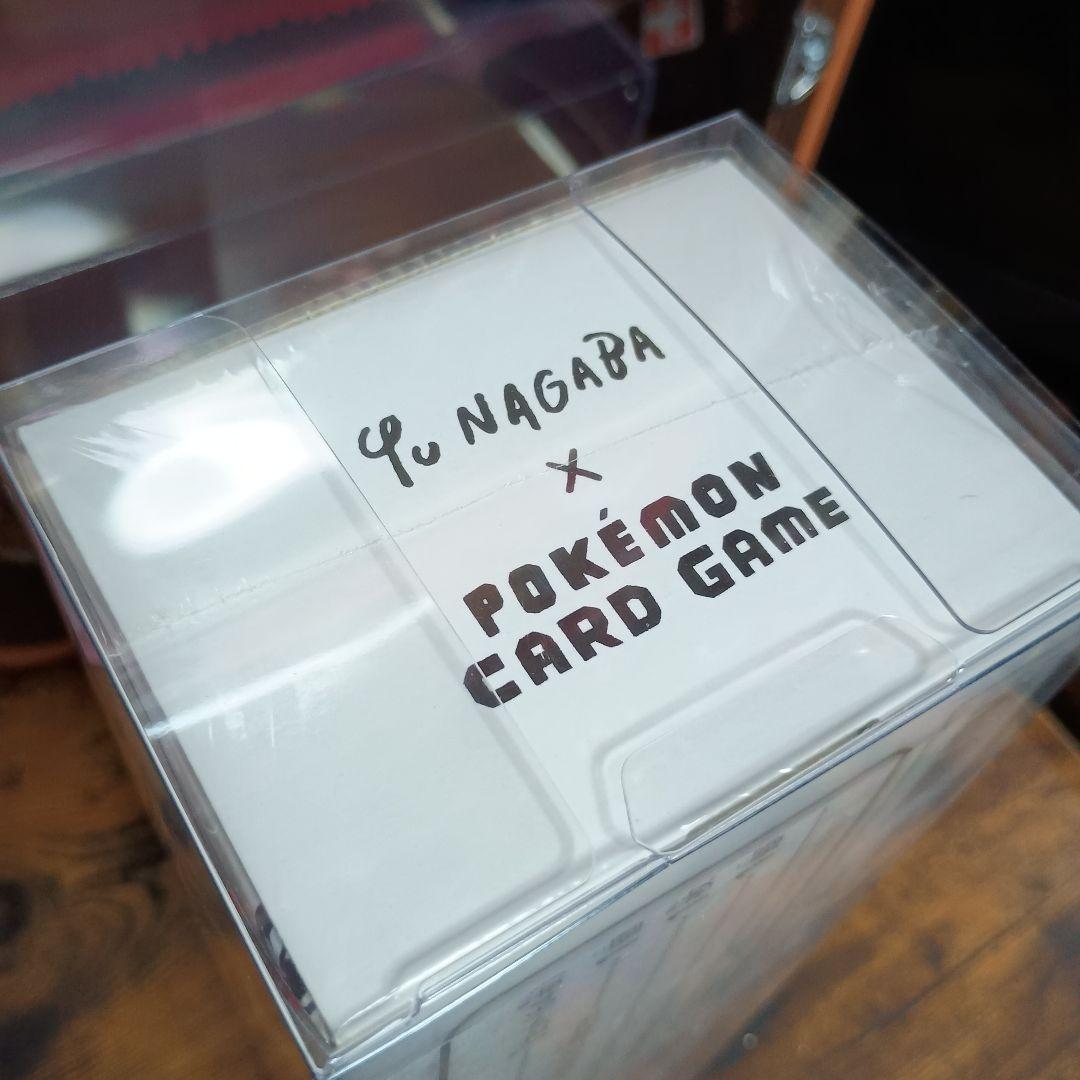 Yu NAGABA
X
POKÉMON
CARD GAME